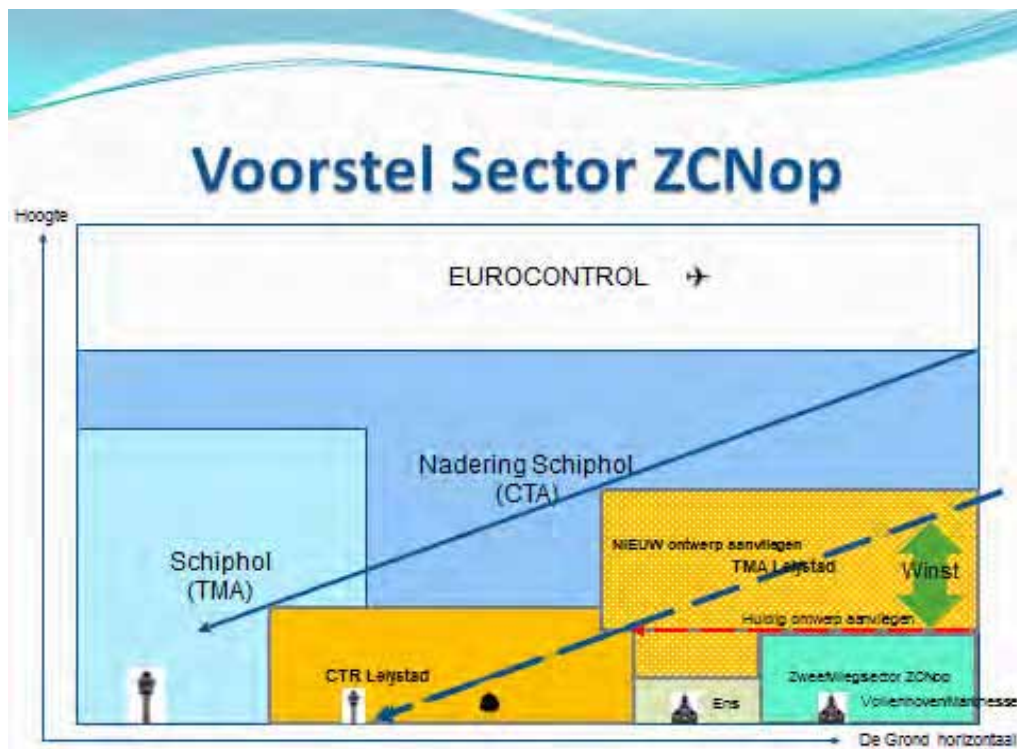 Voorstel Sector ZCNop
Hoogte
EUROCONTROL
Nadering Schiphol
(CTA)
Schiphol
(TMA)
NIEUW ontwerp aanvliegen
TMA Lelystad
Winst
Huidig ontwerp aanvliegen
CTR Lelystad
Zweefvliegsector ZCNop
Ens
Vollenhoven/Marknesse
De Grond horizontaal